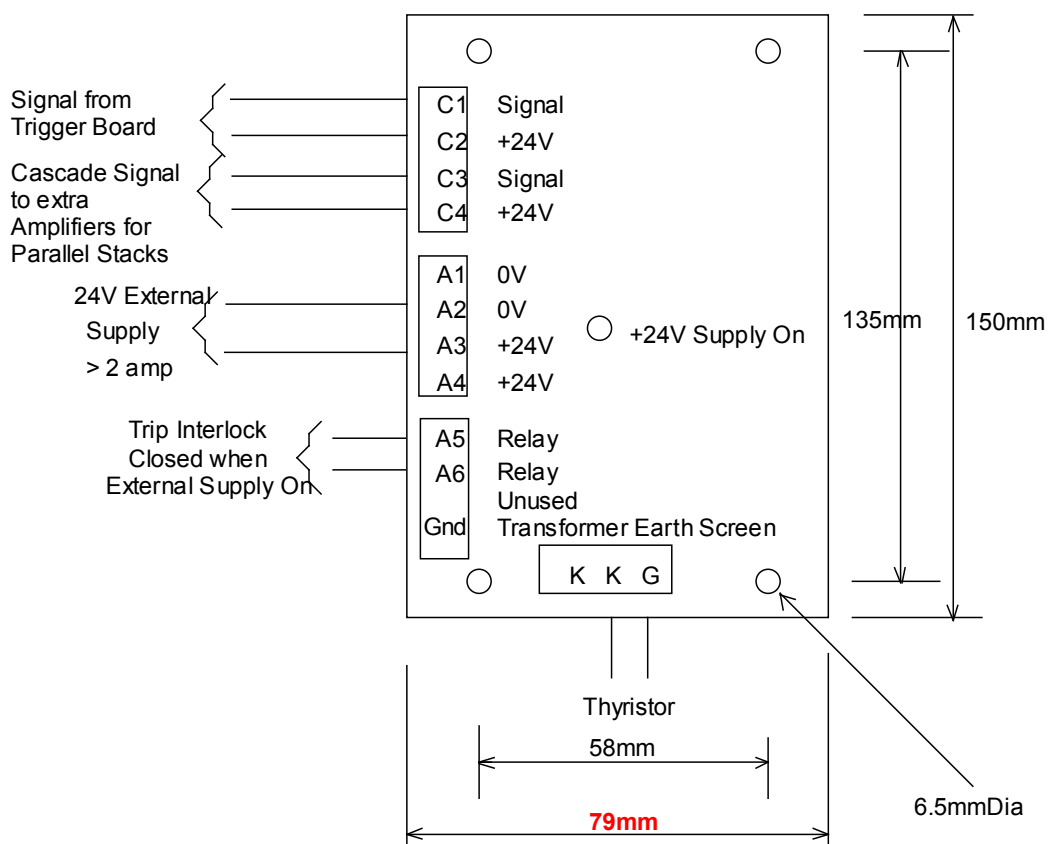 Signal from
Trigger Board
Cascade Signal
to extra
Amplifiers for
Parallel Stacks
24V External
Supply
> 2 amp
Trip Interlock
Closed when
External Supply On
C1 Signal
C2 +24V
C3 Signal
C4 +24V
A1 0V
A2 0V
A3 +24V
A4 +24V
A5 Relay
A6 Relay
Unused
Gnd Transformer Earth Screen
+24V Supply On
K K G
135mm
150mm
Thyristor
58mm
79mm
6.5mmDia